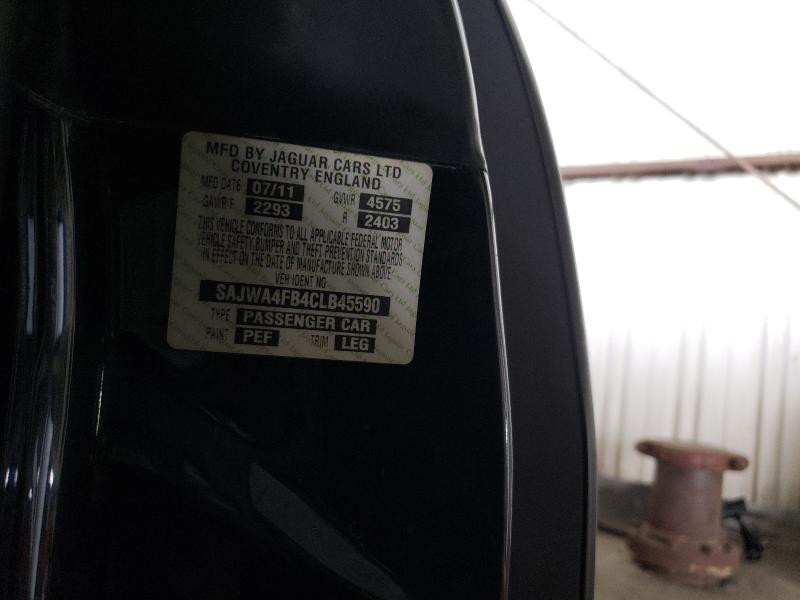 MFD BY JAGUAR CARS LTD
COVENTRY ENGLAND
MFD DATE 07/11 GVWR 4575
GAWR F 2293 R 2403
THIS VEHICLE CONFORMS TO ALL APPLICABLE FEDERAL MOTOR
VEHICLE SAFETY, BUMPER AND THEFT PREVENTION STANDARDS
IN EFFECT ON THE DATE OF MANUFACTURE SHOWN ABOVE
VEH IDENT NO
SAJWA4FB4CLB45590
TYPE PASSENGER CAR
PAINT PEF TRIM LEG